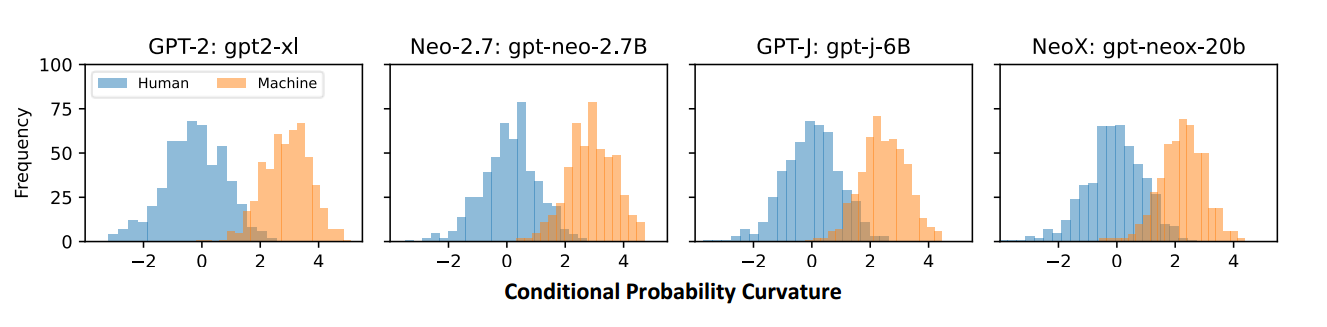 GPT-2: gpt2-xl
Neo-2.7: gpt-neo-2.7B
GPT-J: gpt-j-6B
NeoX: gpt-neox-20b
Frequency
100
75
50
25
0
Human
Machine
−2 0 2 4
−2 0 2 4
−2 0 2 4
−2 0 2 4
Conditional Probability Curvature